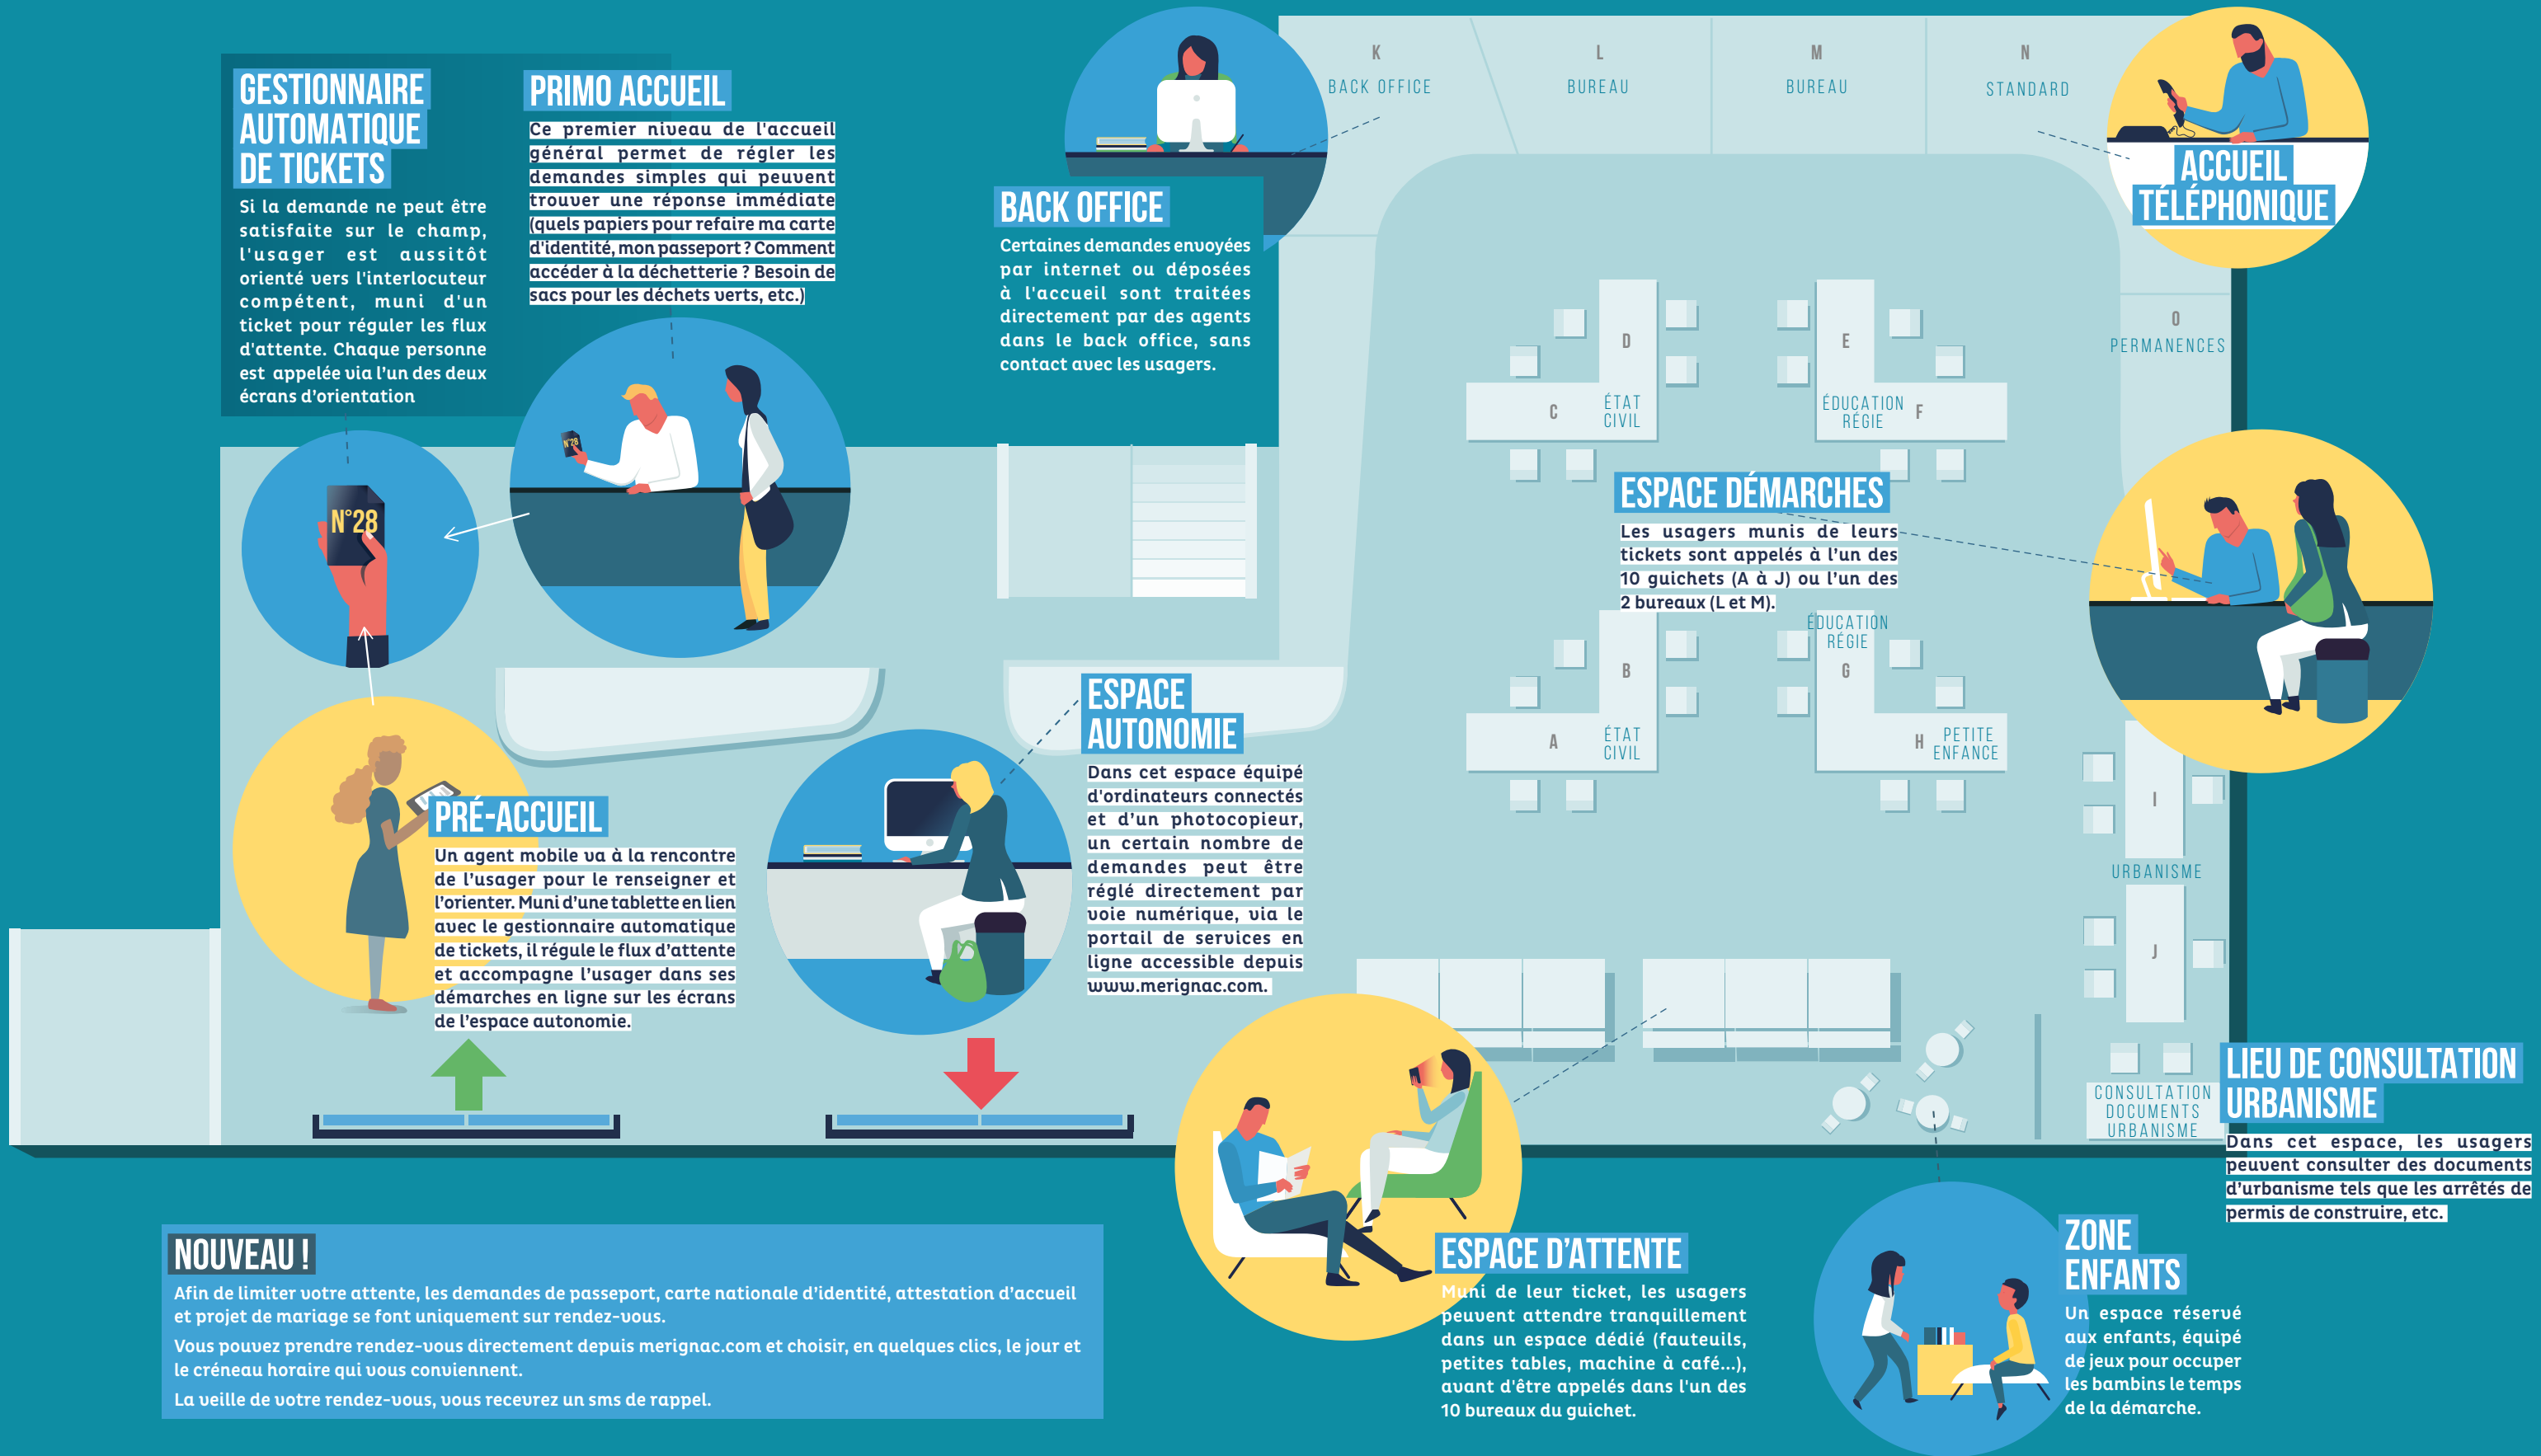 GESTIONNAIRE
AUTOMATIQUE
DE TICKETS
Si la demande ne peut être
satisfaite sur le champ,
l'usager est aussitôt
orienté vers l'interlocuteur
compétent, muni d'un
ticket pour réguler les flux
d'attente. Chaque personne
est appelée via l'un des deux
écrans d'orientation
PRIMO ACCUEIL
Ce premier niveau de l'accueil
général permet de régler les
demandes simples qui peuvent
trouver une réponse immédiate
(quels papiers pour refaire ma carte
d'identité, mon passeport ? Comment
accéder à la déchetterie ? Besoin de
sacs pour les déchets verts, etc.)
N°28
N°28
BACK OFFICE
Certaines demandes envoyées
par internet ou déposées
à l'accueil sont traitées
directement par des agents
dans le back office, sans
contact avec les usagers.
K
BACK OFFICE
L
BUREAU
M
BUREAU
N
STANDARD
ACCUEIL
TÉLÉPHONIQUE
O
PERMANENCES
D
C
ÉTAT
CIVIL
E
ÉDUCATION
RÉGIE
F
ESPACE DÉMARCHES
Les usagers munis de leurs
tickets sont appelés à l'un des
10 guichets (A à J) ou l'un des
2 bureaux (L et M).
B
A
ÉTAT
CIVIL
ÉDUCATION
RÉGIE
G
H
PETITE
ENFANCE
I
URBANISME
J
CONSULTATION
DOCUMENTS
URBANISME
PRÉ-ACCUEIL
Un agent mobile va à la rencontre
de l'usager pour le renseigner et
l'orienter. Muni d'une tablette en lien
avec le gestionnaire automatique
de tickets, il régule le flux d'attente
et accompagne l'usager dans ses
démarches en ligne sur les écrans
de l'espace autonomie.
ESPACE
AUTONOMIE
Dans cet espace équipé
d'ordinateurs connectés
et d'un photocopieur,
un certain nombre de
demandes peut être
réglé directement par
voie numérique, via le
portail de services en
ligne accessible depuis
www.merignac.com.
LIEU DE CONSULTATION
URBANISME
Dans cet espace, les usagers
peuvent consulter des documents
d'urbanisme tels que les arrêtés de
permis de construire, etc.
NOUVEAU !
Afin de limiter votre attente, les demandes de passeport, carte nationale d'identité, attestation d'accueil
et projet de mariage se font uniquement sur rendez-vous.
Vous pouvez prendre rendez-vous directement depuis merignac.com et choisir, en quelques clics, le jour et
le créneau horaire qui vous conviennent.
La veille de votre rendez-vous, vous recevrez un sms de rappel.
ESPACE D'ATTENTE
Muni de leur ticket, les usagers
peuvent attendre tranquillement
dans un espace dédié (fauteuils,
petites tables, machine à café...),
avant d'être appelés dans l'un des
10 bureaux du guichet.
ZONE
ENFANTS
Un espace réservé
aux enfants, équipé
de jeux pour occuper
les bambins le temps
de la démarche.